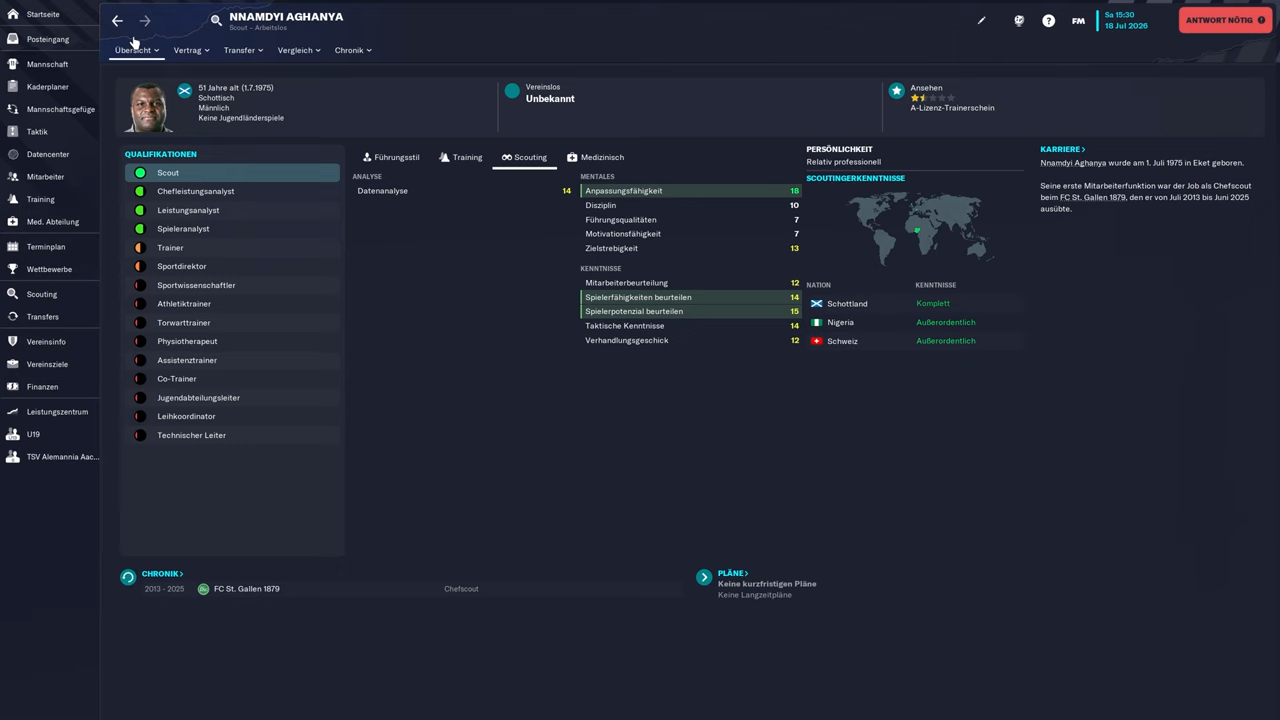 Startseite
Posteingang
Mannschaft
Kaderplaner
Mannschaftsgefüge
Taktik
Datencenter
Mitarbeiter
Training
Med. Abteilung
Terminplan
Wettbewerbe
Scouting
Transfers
Vereinsinfo
Vereinsziele
Finanzen
Leistungszentrum
U19
TSV Alemannia Aac...
NNAMDYI AGHANYA
Scout - Arbeitslos
FM
Sa 15:30
18 Jul 2026
ANTWORT NÖTIG
Übersicht
Vertrag
Transfer
Vergleich
Chronik
51 Jahre alt (1.7.1975)
Schottisch
Männlich
Keine Jugendländerspiele
Vereinslos
Unbekannt
Ansehen
A-Lizenz-Trainerschein
QUALIFIKATIONEN
Scout
Chefleistungsanalyst
Leistungsanalyst
Spieleranalyst
Trainer
Sportdirektor
Sportwissenschaftler
Athletiktrainer
Torwarttrainer
Physiotherapeut
Assistenztrainer
Co-Trainer
Jugendabteilungsleiter
Leihkoordinator
Technischer Leiter
Führungsstil
Training
Scouting
Medizinisch
ANALYSE
Datenanalyse 14
MENTALES
Anpassungsfähigkeit 18
Disziplin 10
Führungsqualitäten 7
Motivationsfähigkeit 7
Zielstrebigkeit 13
KENNTNISSE
Mitarbeiterbeurteilung 12
Spielerfähigkeiten beurteilen 14
Spielerpotenzial beurteilen 15
Taktische Kenntnisse 14
Verhandlungsgeschick 12
PERSÖNLICHKEIT
Relativ professionell
SCOUTINGERKENNTNISSE
NATION KENNTNISSE
Schottland Komplett
Nigeria Außerordentlich
Schweiz Außerordentlich
KARRIERE >
Nnamdyi Aghanya wurde am 1. Juli 1975 in Eket geboren.
Seine erste Mitarbeiterfunktion war der Job als Chefscout
beim FC St. Gallen 1879, den er von Juli 2013 bis Juni 2025
ausübte.
CHRONIK >
2013 - 2025 FC St. Gallen 1879 Chefscout
PLÄNE >
Keine kurzfristigen Pläne
Keine Langzeitpläne